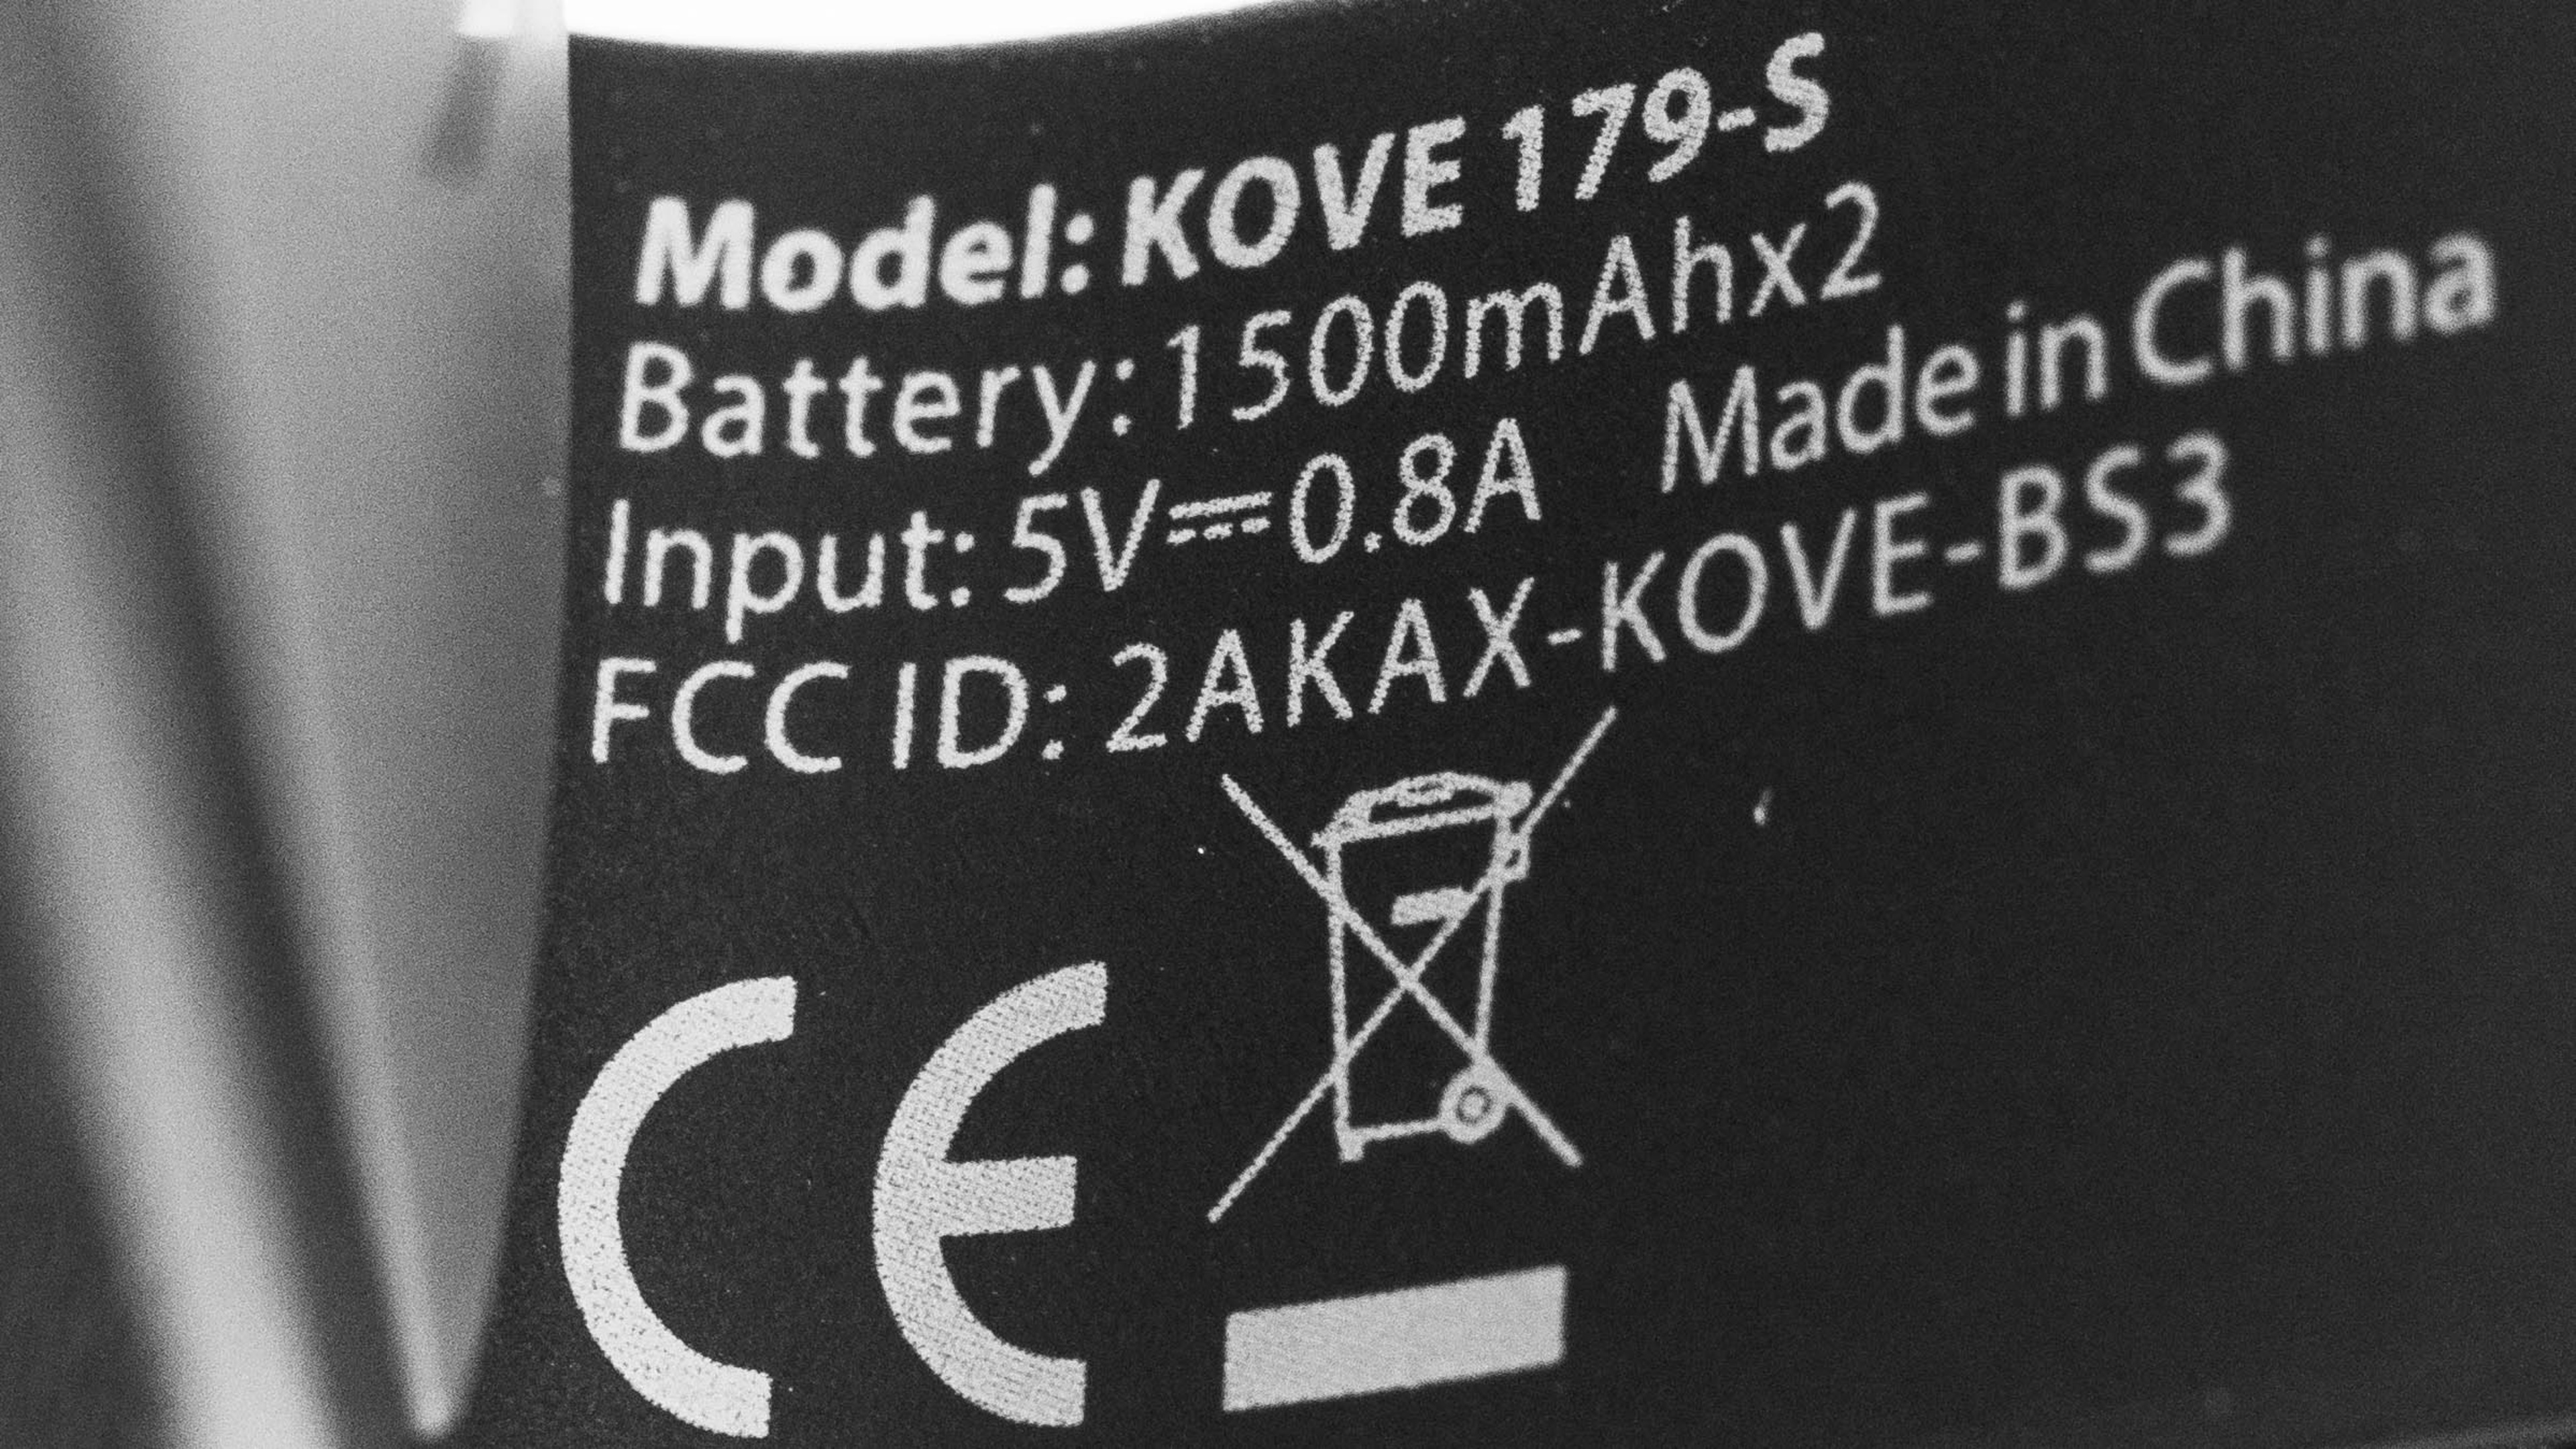 Model: KOVE 179-S
Battery: 1500mAhx2
Input: 5V⎓0.8A Made in China
FCC ID: 2AKAX-KOVE-BS3
CE